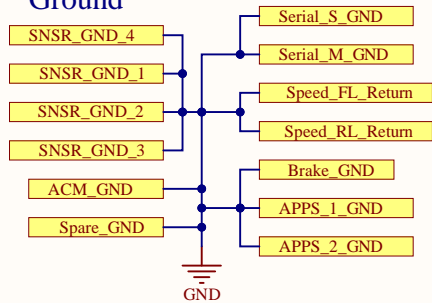 Ground
SNSR_GND_4
SNSR_GND_1
SNSR_GND_2
SNSR_GND_3
ACM_GND
Spare_GND
Serial_S_GND
Serial_M_GND
Speed_FL_Return
Speed_RL_Return
Brake_GND
APPS_1_GND
APPS_2_GND
GND